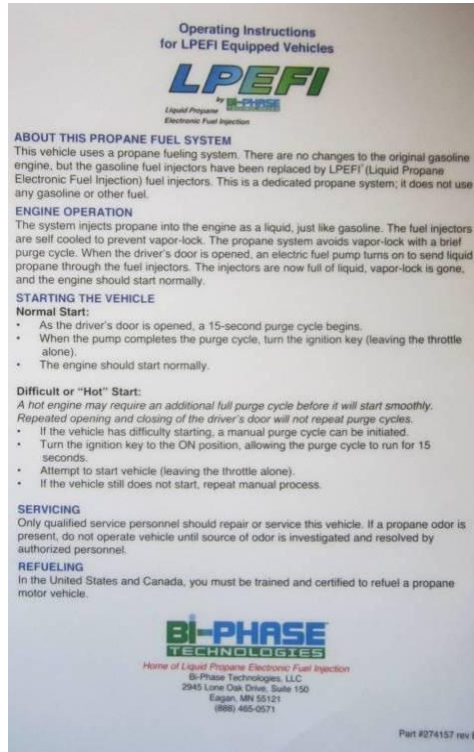 Operating Instructions
for LPEFI Equipped Vehicles
LPEFI
by Bi-PHASE
Liquid Propane
Electronic Fuel Injection
ABOUT THIS PROPANE FUEL SYSTEM
This vehicle uses a propane fueling system. There are no changes to the original gasoline
engine, but the gasoline fuel injectors have been replaced by LPEFI (Liquid Propane
Electronic Fuel Injection) fuel injectors. This is a dedicated propane system; it does not use
any gasoline or other fuel.
ENGINE OPERATION
The system injects propane into the engine as a liquid, just like gasoline. The fuel injectors
are self cooled to prevent vapor-lock. The propane system avoids vapor-lock with a brief
purge cycle. When the driver's door is opened, an electric fuel pump turns on to send liquid
propane through the fuel injectors. The injectors are now full of liquid, vapor-lock is gone,
and the engine should start normally.
STARTING THE VEHICLE
Normal Start:
• As the driver's door is opened, a 15-second purge cycle begins.
• When the pump completes the purge cycle, turn the ignition key (leaving the throttle
alone).
• The engine should start normally.
Difficult or "Hot" Start:
A hot engine may require an additional full purge cycle before it will start smoothly.
Repeated opening and closing of the driver's door will not repeat purge cycles.
• If the vehicle has difficulty starting, a manual purge cycle can be initiated.
• Turn the ignition key to the ON position, allowing the purge cycle to run for 15
seconds.
• Attempt to start vehicle (leaving the throttle alone).
• If the vehicle still does not start, repeat manual process.
SERVICING
Only qualified service personnel should repair or service this vehicle. If a propane odor is
present, do not operate vehicle until source of odor is investigated and resolved by
authorized personnel.
REFUELING
In the United States and Canada, you must be trained and certified to refuel a propane
motor vehicle.
Bi-PHASE
TECHNOLOGIES
Home of Liquid Propane Electronic Fuel Injection
Bi-Phase Technologies, LLC
2945 Lone Oak Drive, Suite 150
Eagan, MN 55121
(888) 465-0571
Part #274157 rev